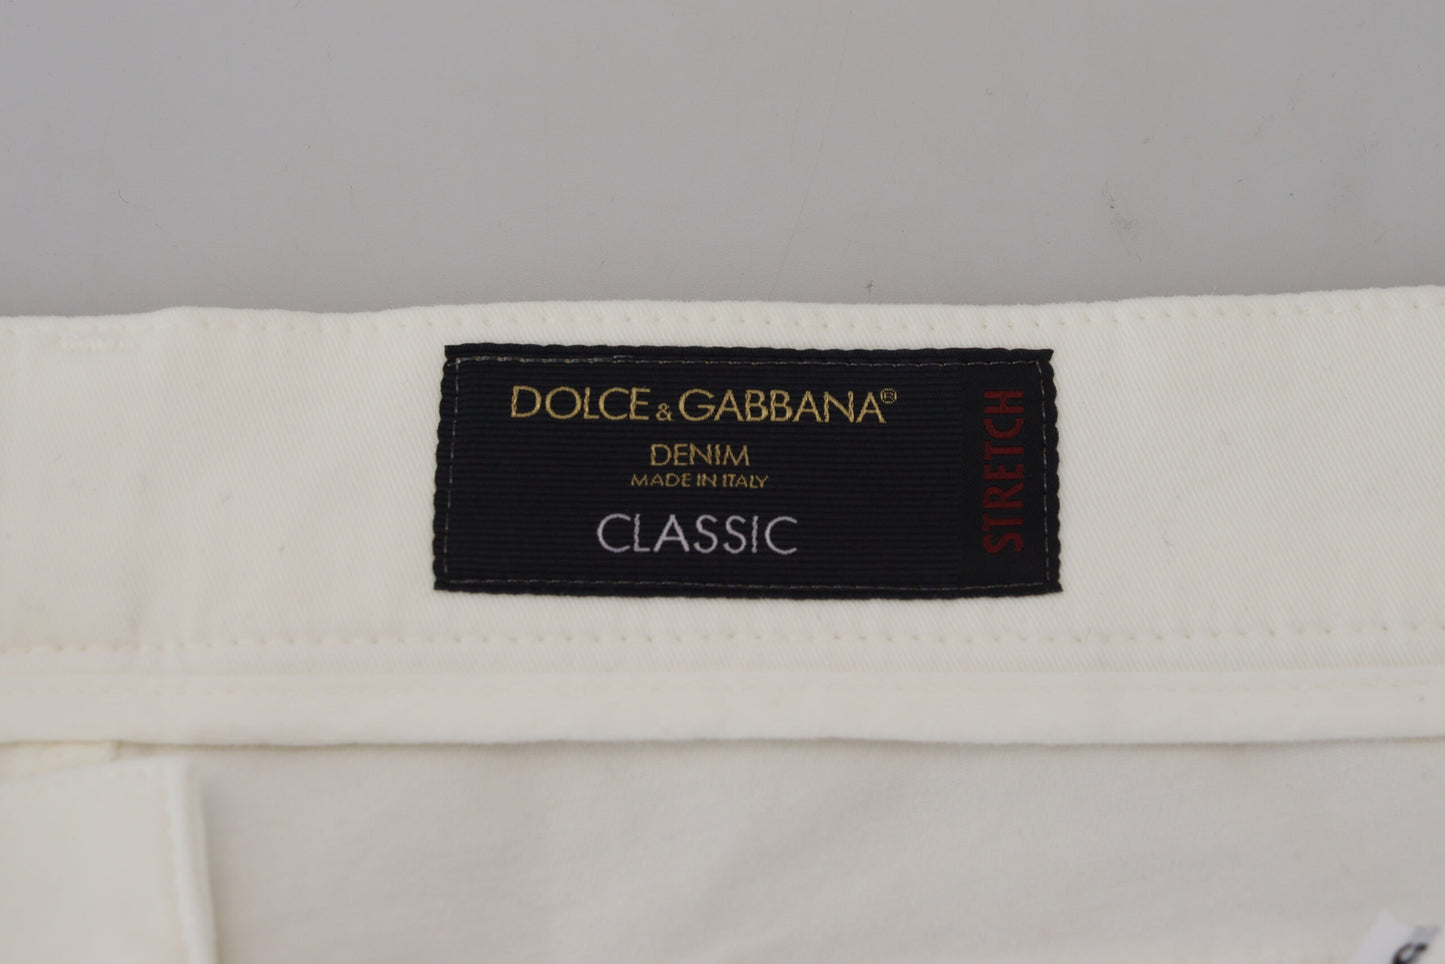 DOLCE & GABBANA®
DENIM
MADE IN ITALY
CLASSIC
STRETCH